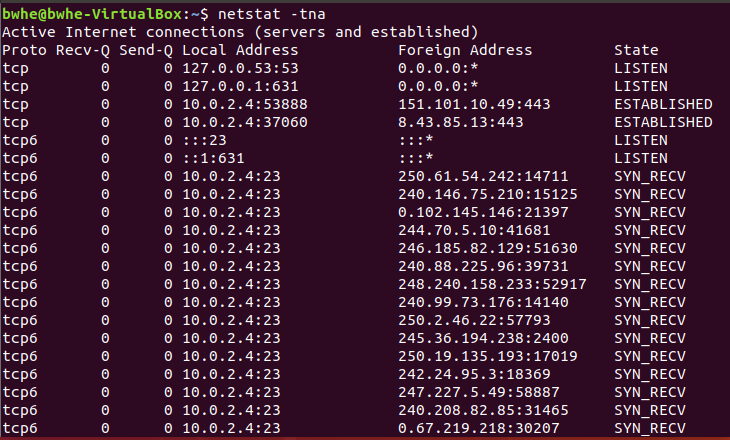 bwhe@bwhe-VirtualBox:~$ netstat -tna
Active Internet connections (servers and established)
Proto Recv-Q Send-Q Local Address           Foreign Address         State
tcp        0      0 127.0.0.53:53           0.0.0.0:*               LISTEN
tcp        0      0 127.0.0.1:631           0.0.0.0:*               LISTEN
tcp        0      0 10.0.2.4:53888          151.101.10.49:443       ESTABLISHED
tcp        0      0 10.0.2.4:37060          8.43.85.13:443          ESTABLISHED
tcp6       0      0 :::23                   :::*                    LISTEN
tcp6       0      0 ::1:631                 :::*                    LISTEN
tcp6       0      0 10.0.2.4:23             250.61.54.242:14711     SYN_RECV
tcp6       0      0 10.0.2.4:23             240.146.75.210:15125    SYN_RECV
tcp6       0      0 10.0.2.4:23             0.102.145.146:21397     SYN_RECV
tcp6       0      0 10.0.2.4:23             244.70.5.10:41681       SYN_RECV
tcp6       0      0 10.0.2.4:23             246.185.82.129:51630    SYN_RECV
tcp6       0      0 10.0.2.4:23             240.88.225.96:39731     SYN_RECV
tcp6       0      0 10.0.2.4:23             248.240.158.233:52917   SYN_RECV
tcp6       0      0 10.0.2.4:23             240.99.73.176:14140     SYN_RECV
tcp6       0      0 10.0.2.4:23             250.2.46.22:57793       SYN_RECV
tcp6       0      0 10.0.2.4:23             245.36.194.238:2400     SYN_RECV
tcp6       0      0 10.0.2.4:23             250.19.135.193:17019    SYN_RECV
tcp6       0      0 10.0.2.4:23             242.24.95.3:18369       SYN_RECV
tcp6       0      0 10.0.2.4:23             247.227.5.49:58887      SYN_RECV
tcp6       0      0 10.0.2.4:23             240.208.82.85:31465     SYN_RECV
tcp6       0      0 10.0.2.4:23             0.67.219.218:30207      SYN_RECV